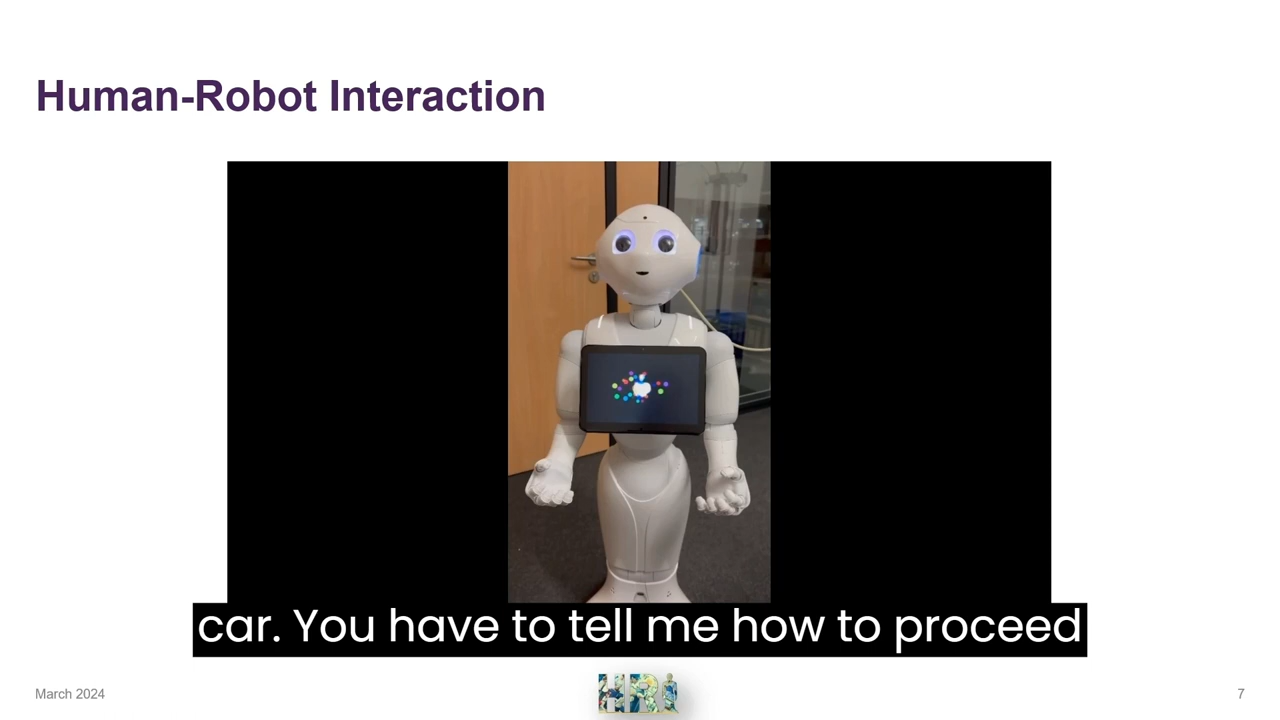 Human-Robot Interaction
car. You have to tell me how to proceed
March 2024
HRI
7